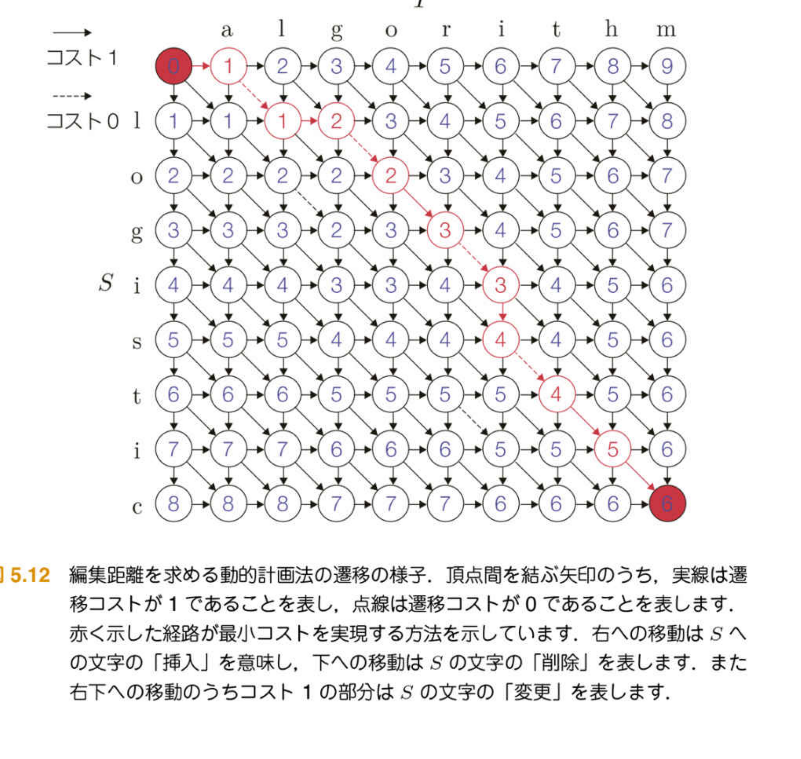 a l g o r i t h m
コスト1
0 1 2 3 4 5 6 7 8 9
コスト0
l 1 1 1 2 3 4 5 6 7 8
o 2 2 2 2 2 3 4 5 6 7
g 3 3 3 2 3 3 4 5 6 7
S i 4 4 4 3 3 4 3 4 5 6
s 5 5 5 4 4 4 4 4 5 6
t 6 6 6 5 5 5 5 4 5 6
i 7 7 7 6 6 6 5 5 5 6
c 8 8 8 7 7 7 6 6 6 6
5.12 編集距離を求める動的計画法の遷移の様子．頂点間を結ぶ矢印のうち，実線は遷
移コストが 1 であることを表し，点線は遷移コストが 0 であることを表します．
赤く示した経路が最小コストを実現する方法を示しています．右への移動は S へ
の文字の「挿入」を意味し，下への移動は S の文字の「削除」を表します．また
右下への移動のうちコスト 1 の部分は S の文字の「変更」を表します．